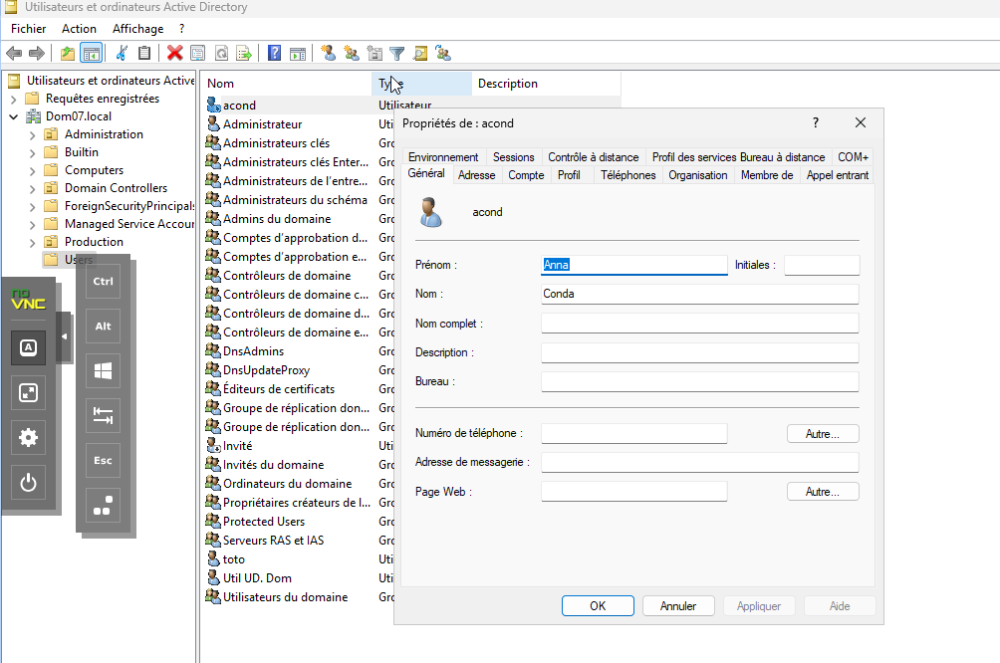 Utilisateurs et ordinateurs Active Directory
Fichier Action Affichage ?
Utilisateurs et ordinateurs Active
Requêtes enregistrées
Dom07.local
Administration
Builtin
Computers
Domain Controllers
ForeignSecurityPrincipals
Managed Service Accour
Production
Users
no
VNC
A
Ctrl
Alt
Esc
Nom Type Description
acond Utilisateur
Administrateur Uti
Administrateurs clés Gro
Administrateurs clés Enter... Gro
Administrateurs de l'entre... Gro
Administrateurs du schéma Gro
Admins du domaine Gro
Comptes d'approbation d... Gro
Comptes d'approbation e... Gro
Contrôleurs de domaine Gro
Contrôleurs de domaine c... Gro
Contrôleurs de domaine d... Gro
Contrôleurs de domaine e... Gro
DnsAdmins Gro
DnsUpdateProxy Gro
Éditeurs de certificats Gro
Groupe de réplication don... Gro
Groupe de réplication don... Gro
Invité Uti
Invités du domaine Gro
Ordinateurs du domaine Gro
Propriétaires créateurs de l... Gro
Protected Users Gro
Serveurs RAS et IAS Gro
toto Uti
Util UD. Dom Uti
Utilisateurs du domaine Gro
Propriétés de : acond ?
Environnement Sessions Contrôle à distance Profil des services Bureau à distance COM+
Général Adresse Compte Profil Téléphones Organisation Membre de Appel entrant
acond
Prénom : Anna Initiales :
Nom : Conda
Nom complet :
Description :
Bureau :
Numéro de téléphone : Autre...
Adresse de messagerie :
Page Web : Autre...
OK Annuler Appliquer Aide